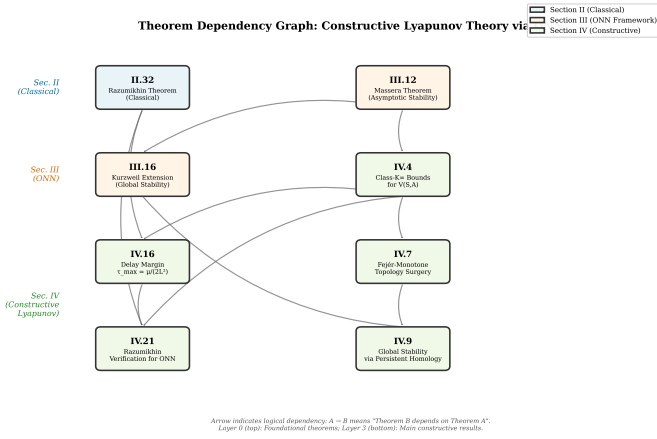 Theorem Dependency Graph: Constructive Lyapunov Theory via
Section II (Classical)
Section III (ONN Framework)
Section IV (Constructive)
Sec. II
(Classical)
II.32
Razumikhin Theorem
(Classical)
III.12
Massera Theorem
(Asymptotic Stability)
Sec. III
(ONN)
III.16
Kurzweil Extension
(Global Stability)
IV.4
Class-K∞ Bounds
for V(S,A)
IV.16
Delay Margin
τ_max = μ/(2L²)
IV.7
Fejér-Monotone
Topology Surgery
Sec. IV
(Constructive
Lyapunov)
IV.21
Razumikhin
Verification for ONN
IV.9
Global Stability
via Persistent Homology
Arrow indicates logical dependency: A → B means "Theorem B depends on Theorem A".
Layer 0 (top): Foundational theorems; Layer 3 (bottom): Main constructive results.